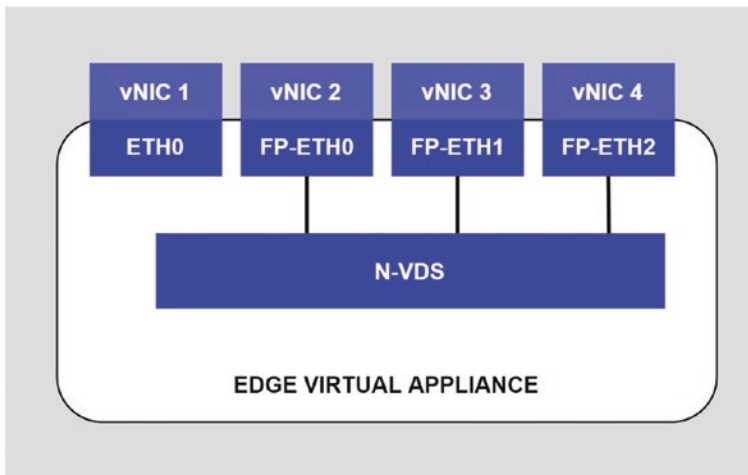 vNIC 1
ETH0
vNIC 2
FP-ETH0
vNIC 3
FP-ETH1
vNIC 4
FP-ETH2
N-VDS
EDGE VIRTUAL APPLIANCE